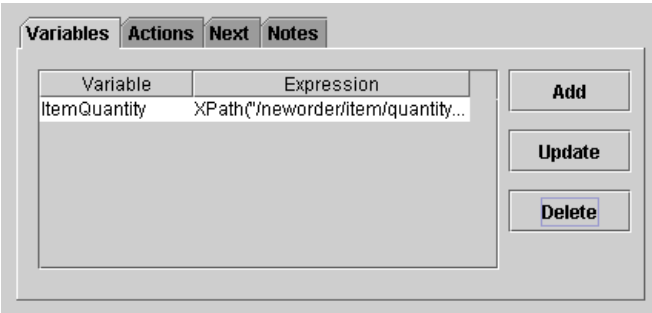 Variables Actions Next Notes
Variable Expression
ItemQuantity XPath("/neworder/item/quantity...
Add
Update
Delete